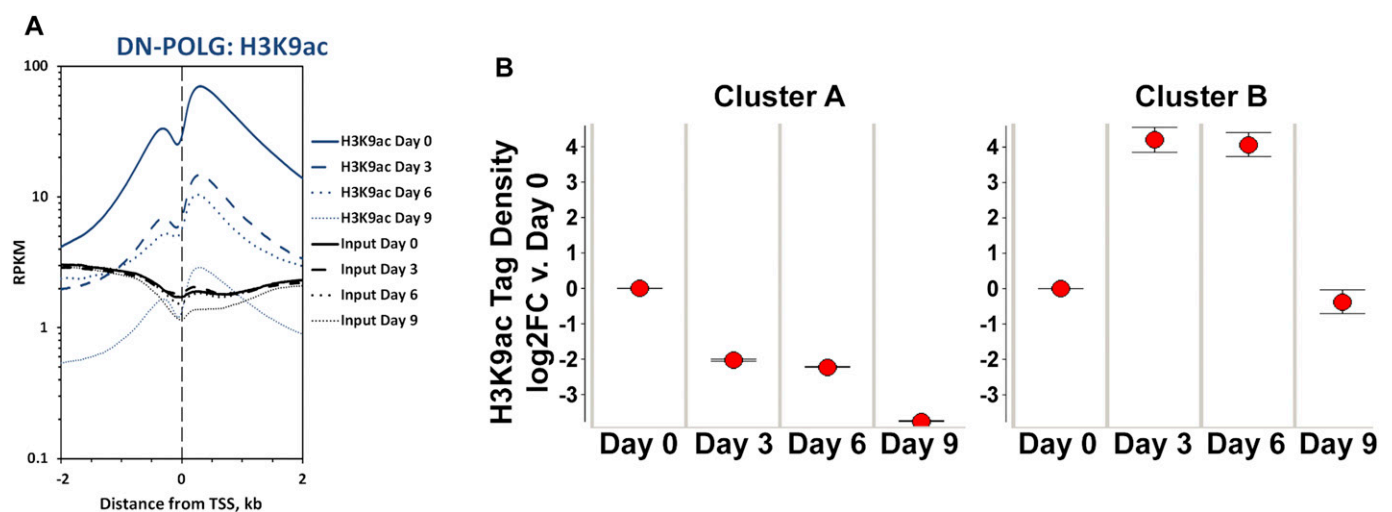 A
DN-POLG: H3K9ac
100
10
1
0.1
RPKM
-2
-1
0
1
2
Distance from TSS, kb
H3K9ac Day 0
H3K9ac Day 3
H3K9ac Day 6
H3K9ac Day 9
Input Day 0
Input Day 3
Input Day 6
Input Day 9
B
H3K9ac Tag Density
log2FC v. Day 0
Cluster A
4
3
2
1
0
-1
-2
-3
Day 0 Day 3 Day 6 Day 9
Cluster B
4
3
2
1
0
-1
-2
-3
Day 0 Day 3 Day 6 Day 9